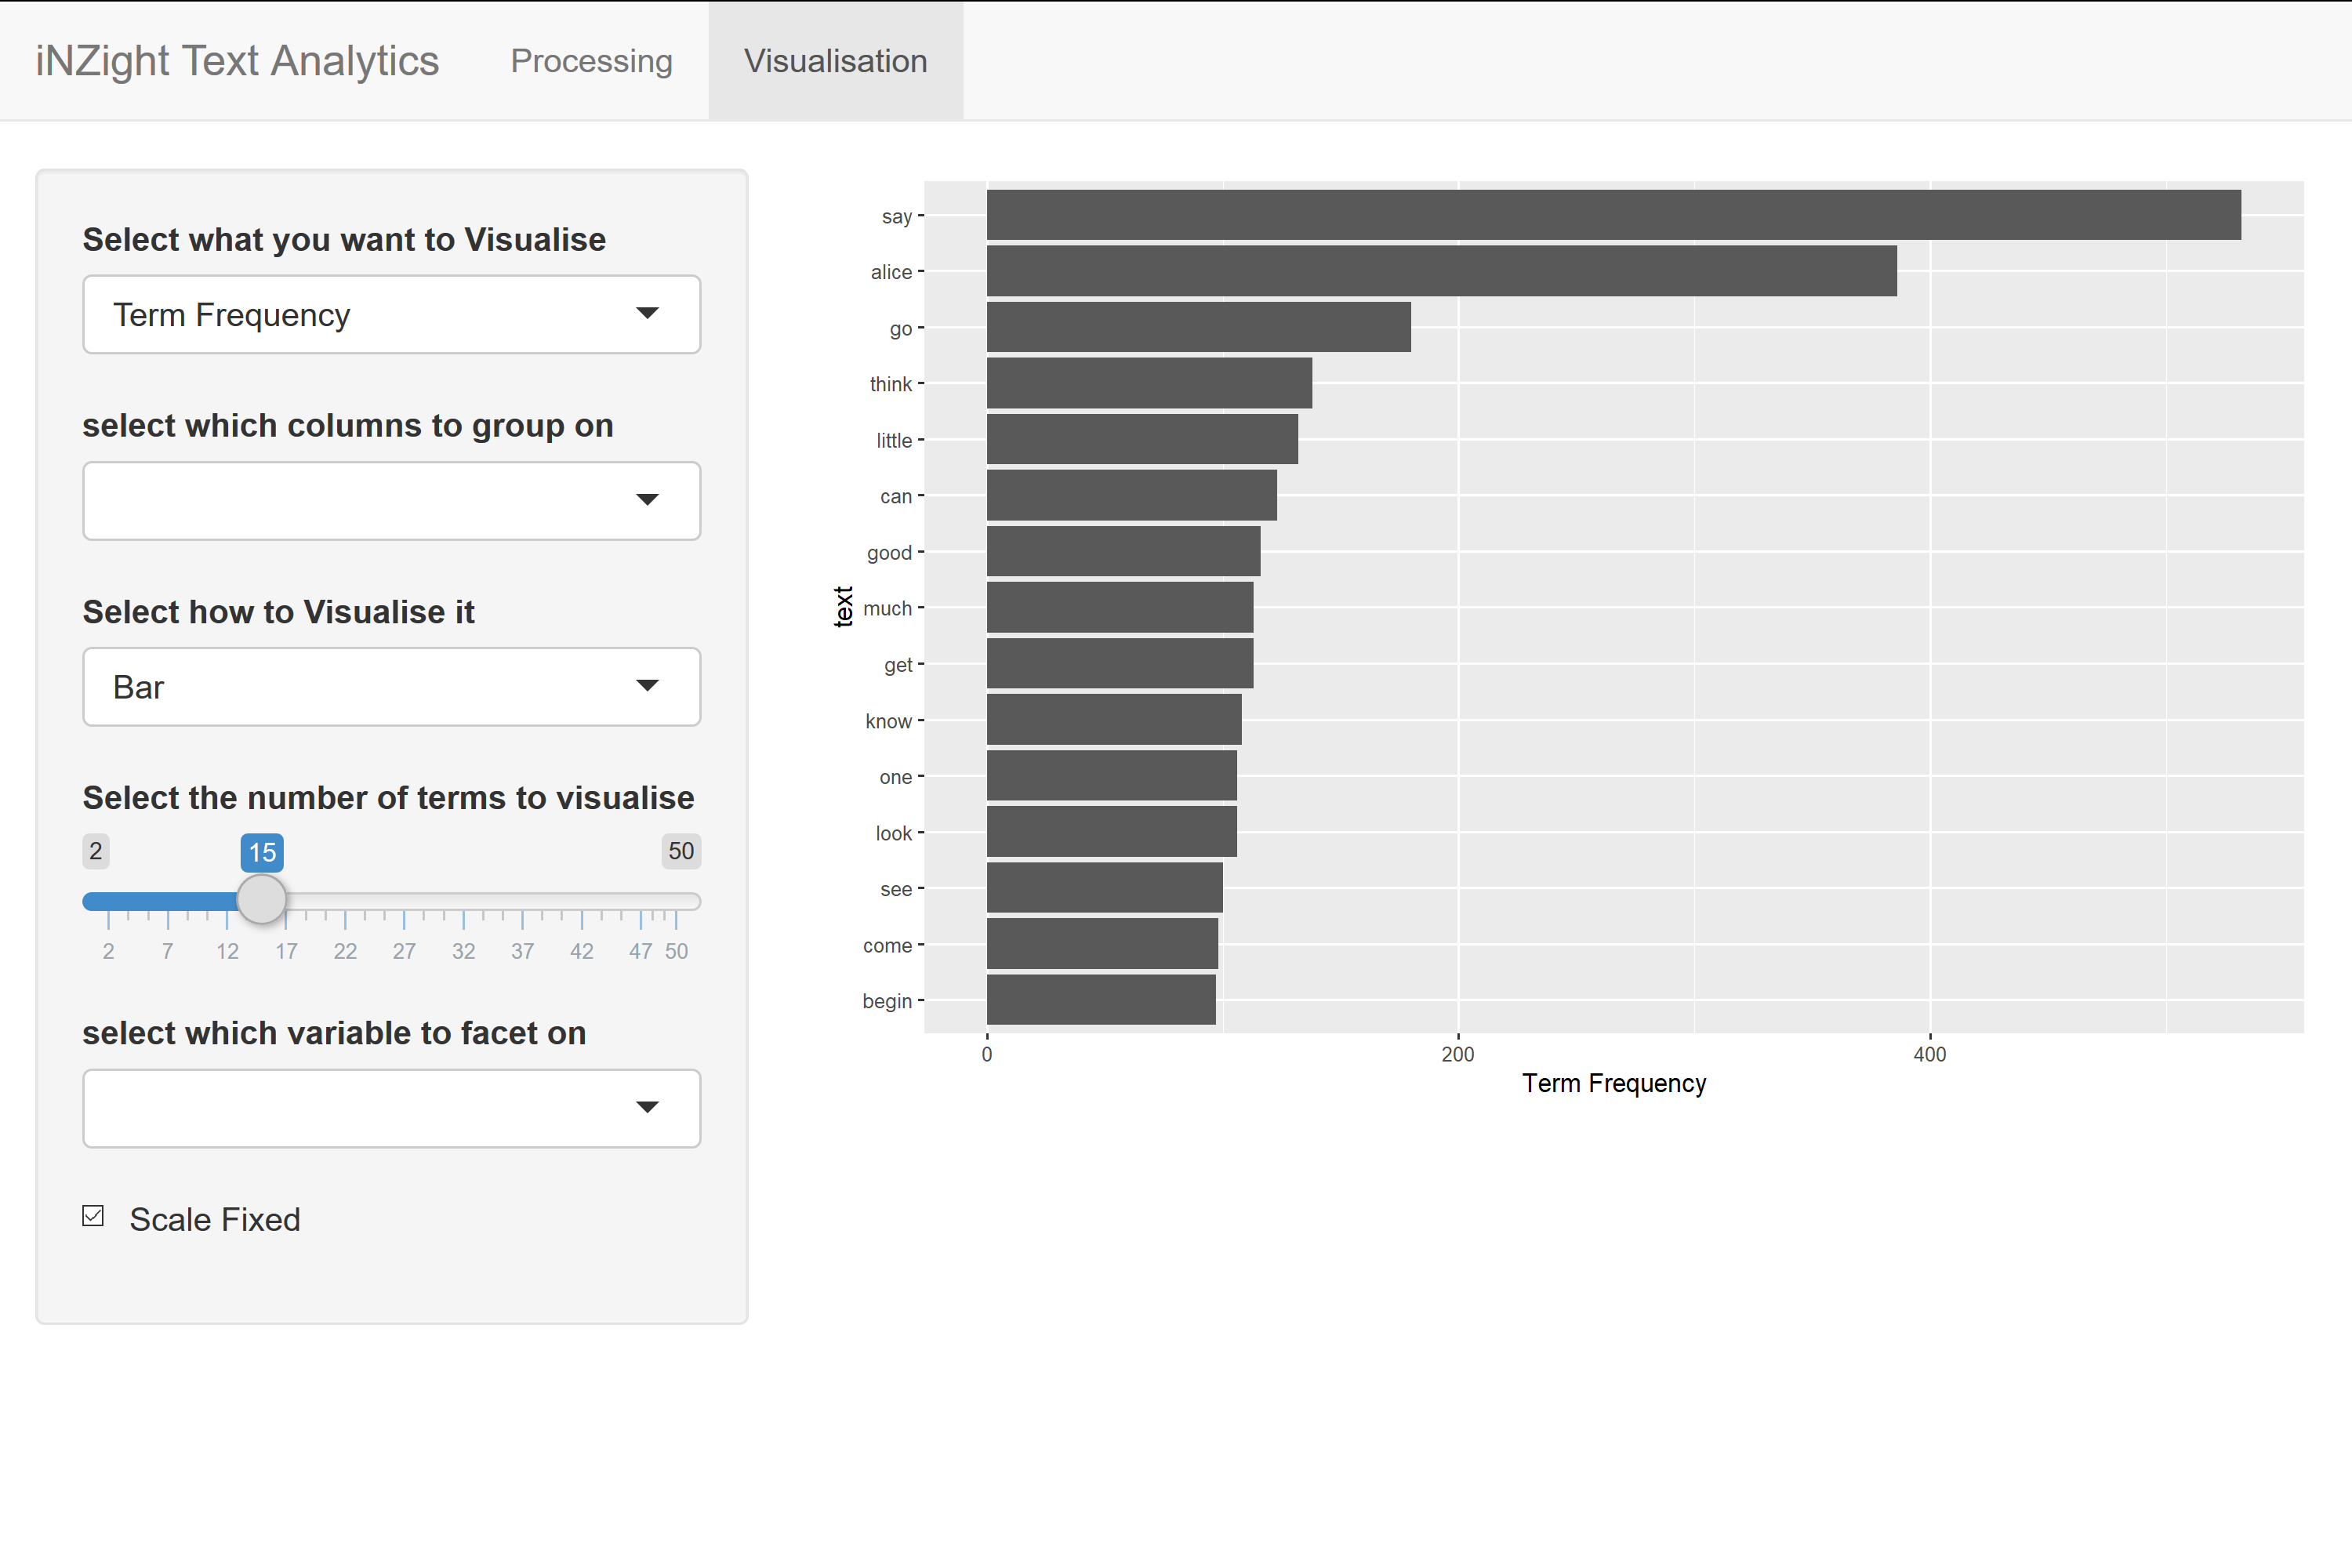 iNZight Text Analytics Processing Visualisation
Select what you want to Visualise
Term Frequency
select which columns to group on
Select how to Visualise it
Bar
Select the number of terms to visualise
2 15 50
2 7 12 17 22 27 32 37 42 47 50
select which variable to facet on
Scale Fixed
text
say
alice
go
think
little
can
good
much
get
know
one
look
see
come
begin
0 200 400
Term Frequency